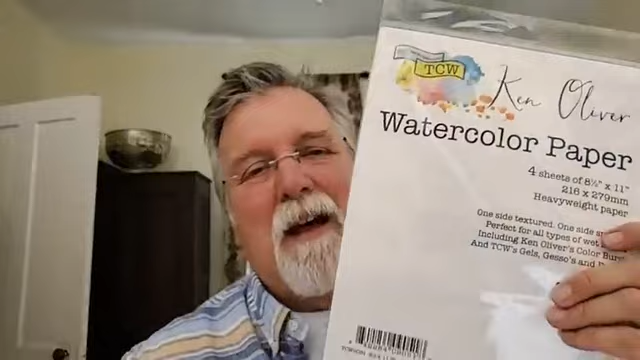 TCW
Ken Oliver
Watercolor Paper
4 sheets of 8½" x 11"
216 x 279mm
Heavyweight paper
One side textured. One side
Perfect for all types of wet
Including Ken Oliver's Color Burst
And TCW's Gels, Gesso's and